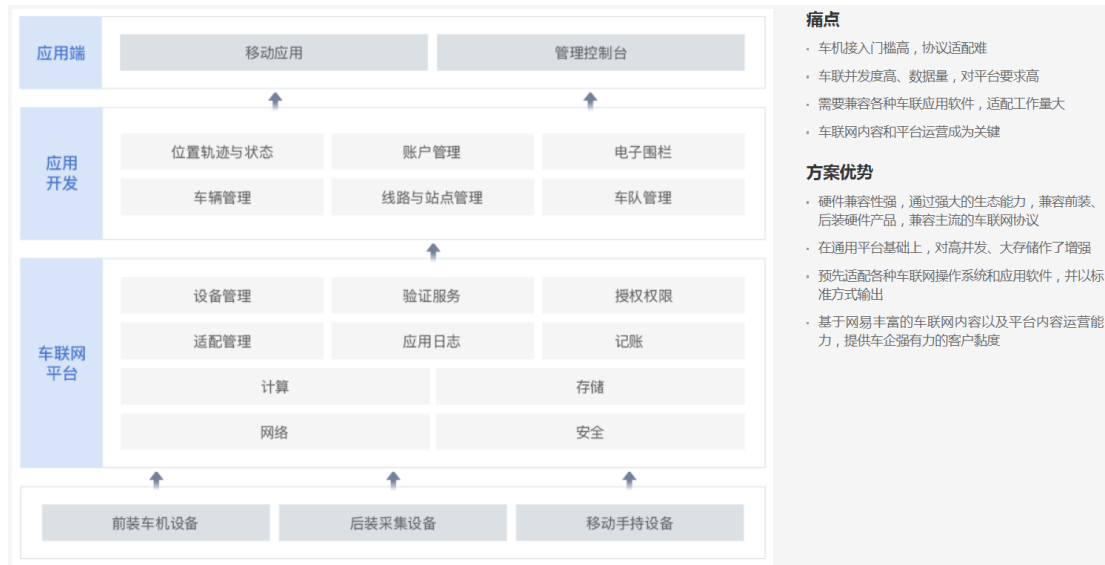 应用端
移动应用
管理控制台
应用
开发
位置轨迹与状态
账户管理
电子围栏
车辆管理
线路与站点管理
车队管理
车联网
平台
设备管理
验证服务
授权权限
适配管理
应用日志
记账
计算
存储
网络
安全
前装车机设备
后装采集设备
移动手持设备
痛点
· 车机接入门槛高，协议适配难
· 车联并发度高、数据量，对平台要求高
· 需要兼容各种车联应用软件，适配工作量大
· 车联网内容和平台运营成为关键
方案优势
· 硬件兼容性强，通过强大的生态能力，兼容前装、
后装硬件产品，兼容主流的车联网协议
· 在通用平台基础上，对高并发、大存储作了增强
· 预先适配各种车联网操作系统和应用软件，并以标
准方式输出
· 基于网易丰富的车联网内容以及平台内容运营能
力，提供车企强有力的客户黏度